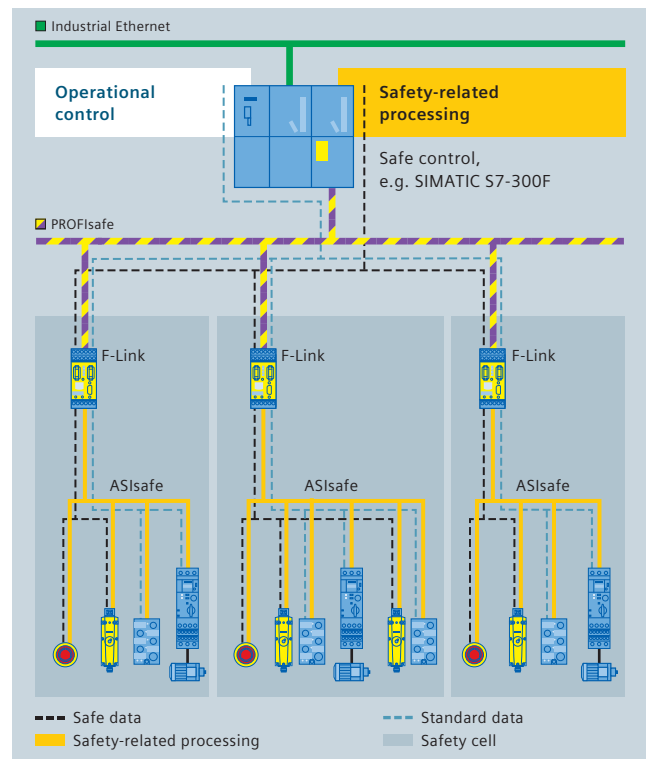 Industrial Ethernet
Operational
control
Safety-related
processing
Safe control,
e.g. SIMATIC S7-300F
PROFIsafe
F-Link
F-Link
F-Link
ASIsafe
ASIsafe
ASIsafe
Safe data
Standard data
Safety-related processing
Safety cell